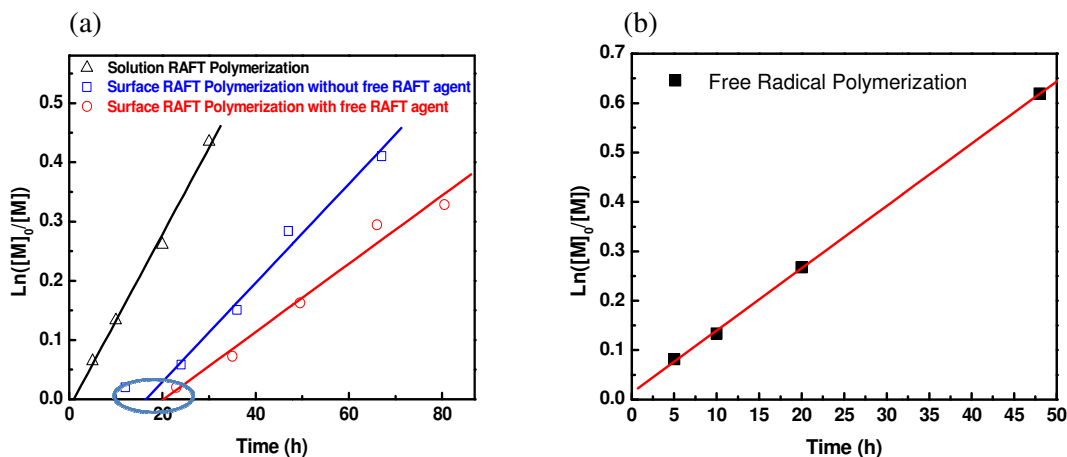 (a)
Solution RAFT Polymerization
Surface RAFT Polymerization without free RAFT agent
Surface RAFT Polymerization with free RAFT agent
Ln([M]₀/[M])
0.5
0.4
0.3
0.2
0.1
0.0
0 20 40 60 80
Time (h)
(b)
Free Radical Polymerization
Ln([M]₀/[M])
0.7
0.6
0.5
0.4
0.3
0.2
0.1
0.0
0 5 10 15 20 25 30 35 40 45 50
Time (h)